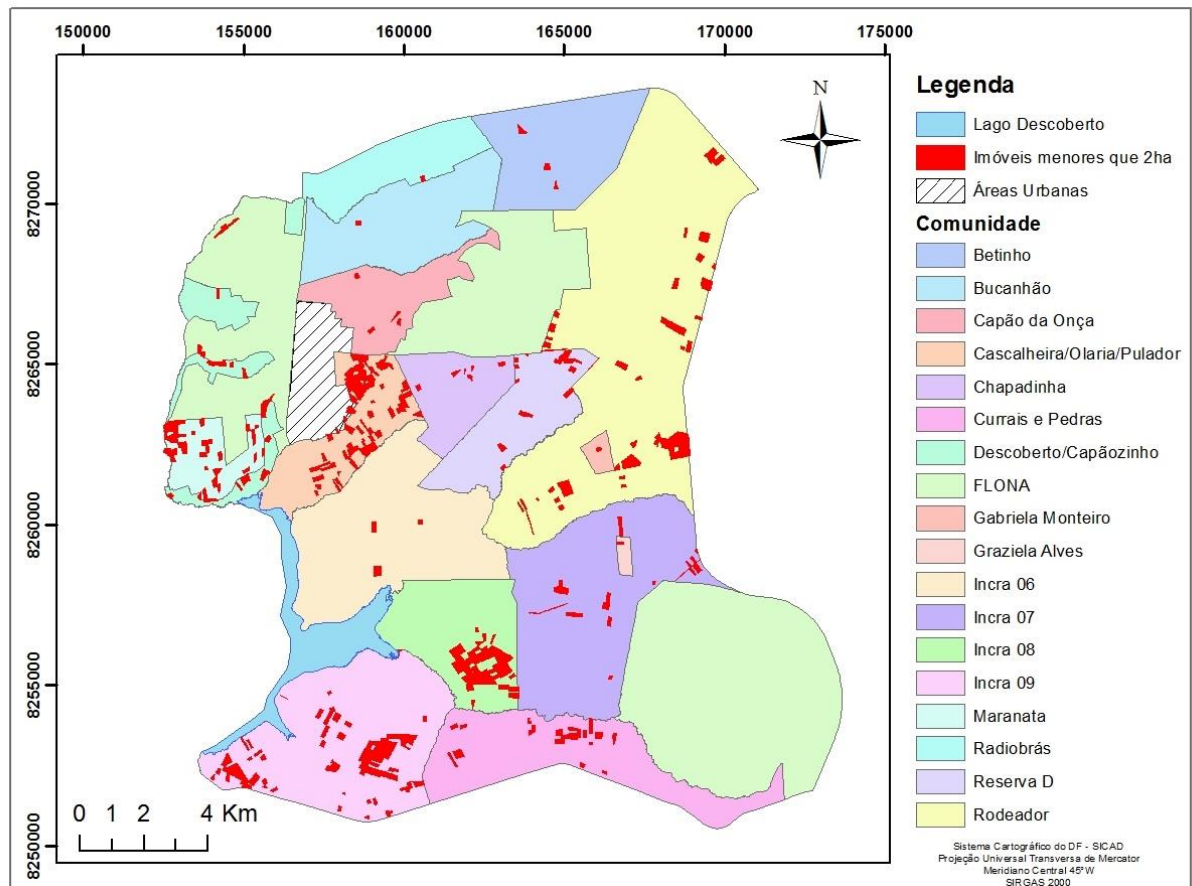 150000 155000 160000 165000 170000 175000
8270000
8265000
8260000
8255000
8250000
N
0 1 2 4 Km
Legenda
Lago Descoberto
Imóveis menores que 2ha
Áreas Urbanas
Comunidade
Betinho
Bucanhão
Capão da Onça
Cascalheira/Olaria/Pulador
Chapadinha
Currais e Pedras
Descoberto/Capãozinho
FLONA
Gabriela Monteiro
Graziela Alves
Incra 06
Incra 07
Incra 08
Incra 09
Maranata
Radiobrás
Reserva D
Rodeador
Sistema Cartográfico do DF - SICAD
Projeção Universal Transversa de Mercator
Meridiano Central 45°W
SIRGAS 2000